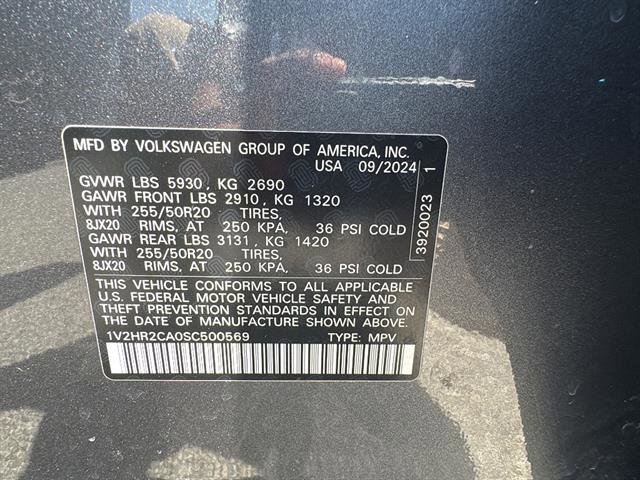 MFD BY VOLKSWAGEN GROUP OF AMERICA, INC.
USA 09/2024
GVWR LBS 5930, KG 2690
GAWR FRONT LBS 2910, KG 1320
WITH 255/50R20 TIRES,
8JX20 RIMS, AT 250 KPA, 36 PSI COLD
GAWR REAR LBS 3131, KG 1420
WITH 255/50R20 TIRES,
8JX20 RIMS, AT 250 KPA, 36 PSI COLD
THIS VEHICLE CONFORMS TO ALL APPLICABLE
U.S. FEDERAL MOTOR VEHICLE SAFETY AND
THEFT PREVENTION STANDARDS IN EFFECT ON
THE DATE OF MANUFACTURE SHOWN ABOVE.
1V2HR2CA0SC500569 TYPE: MPV
3920023 1